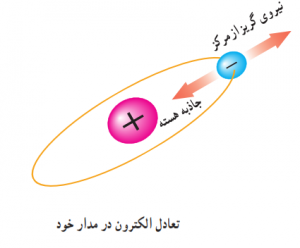 نیروی گریز از مرکز
−
جاذبه هسته
+
تعادل الکترون در مدار خود